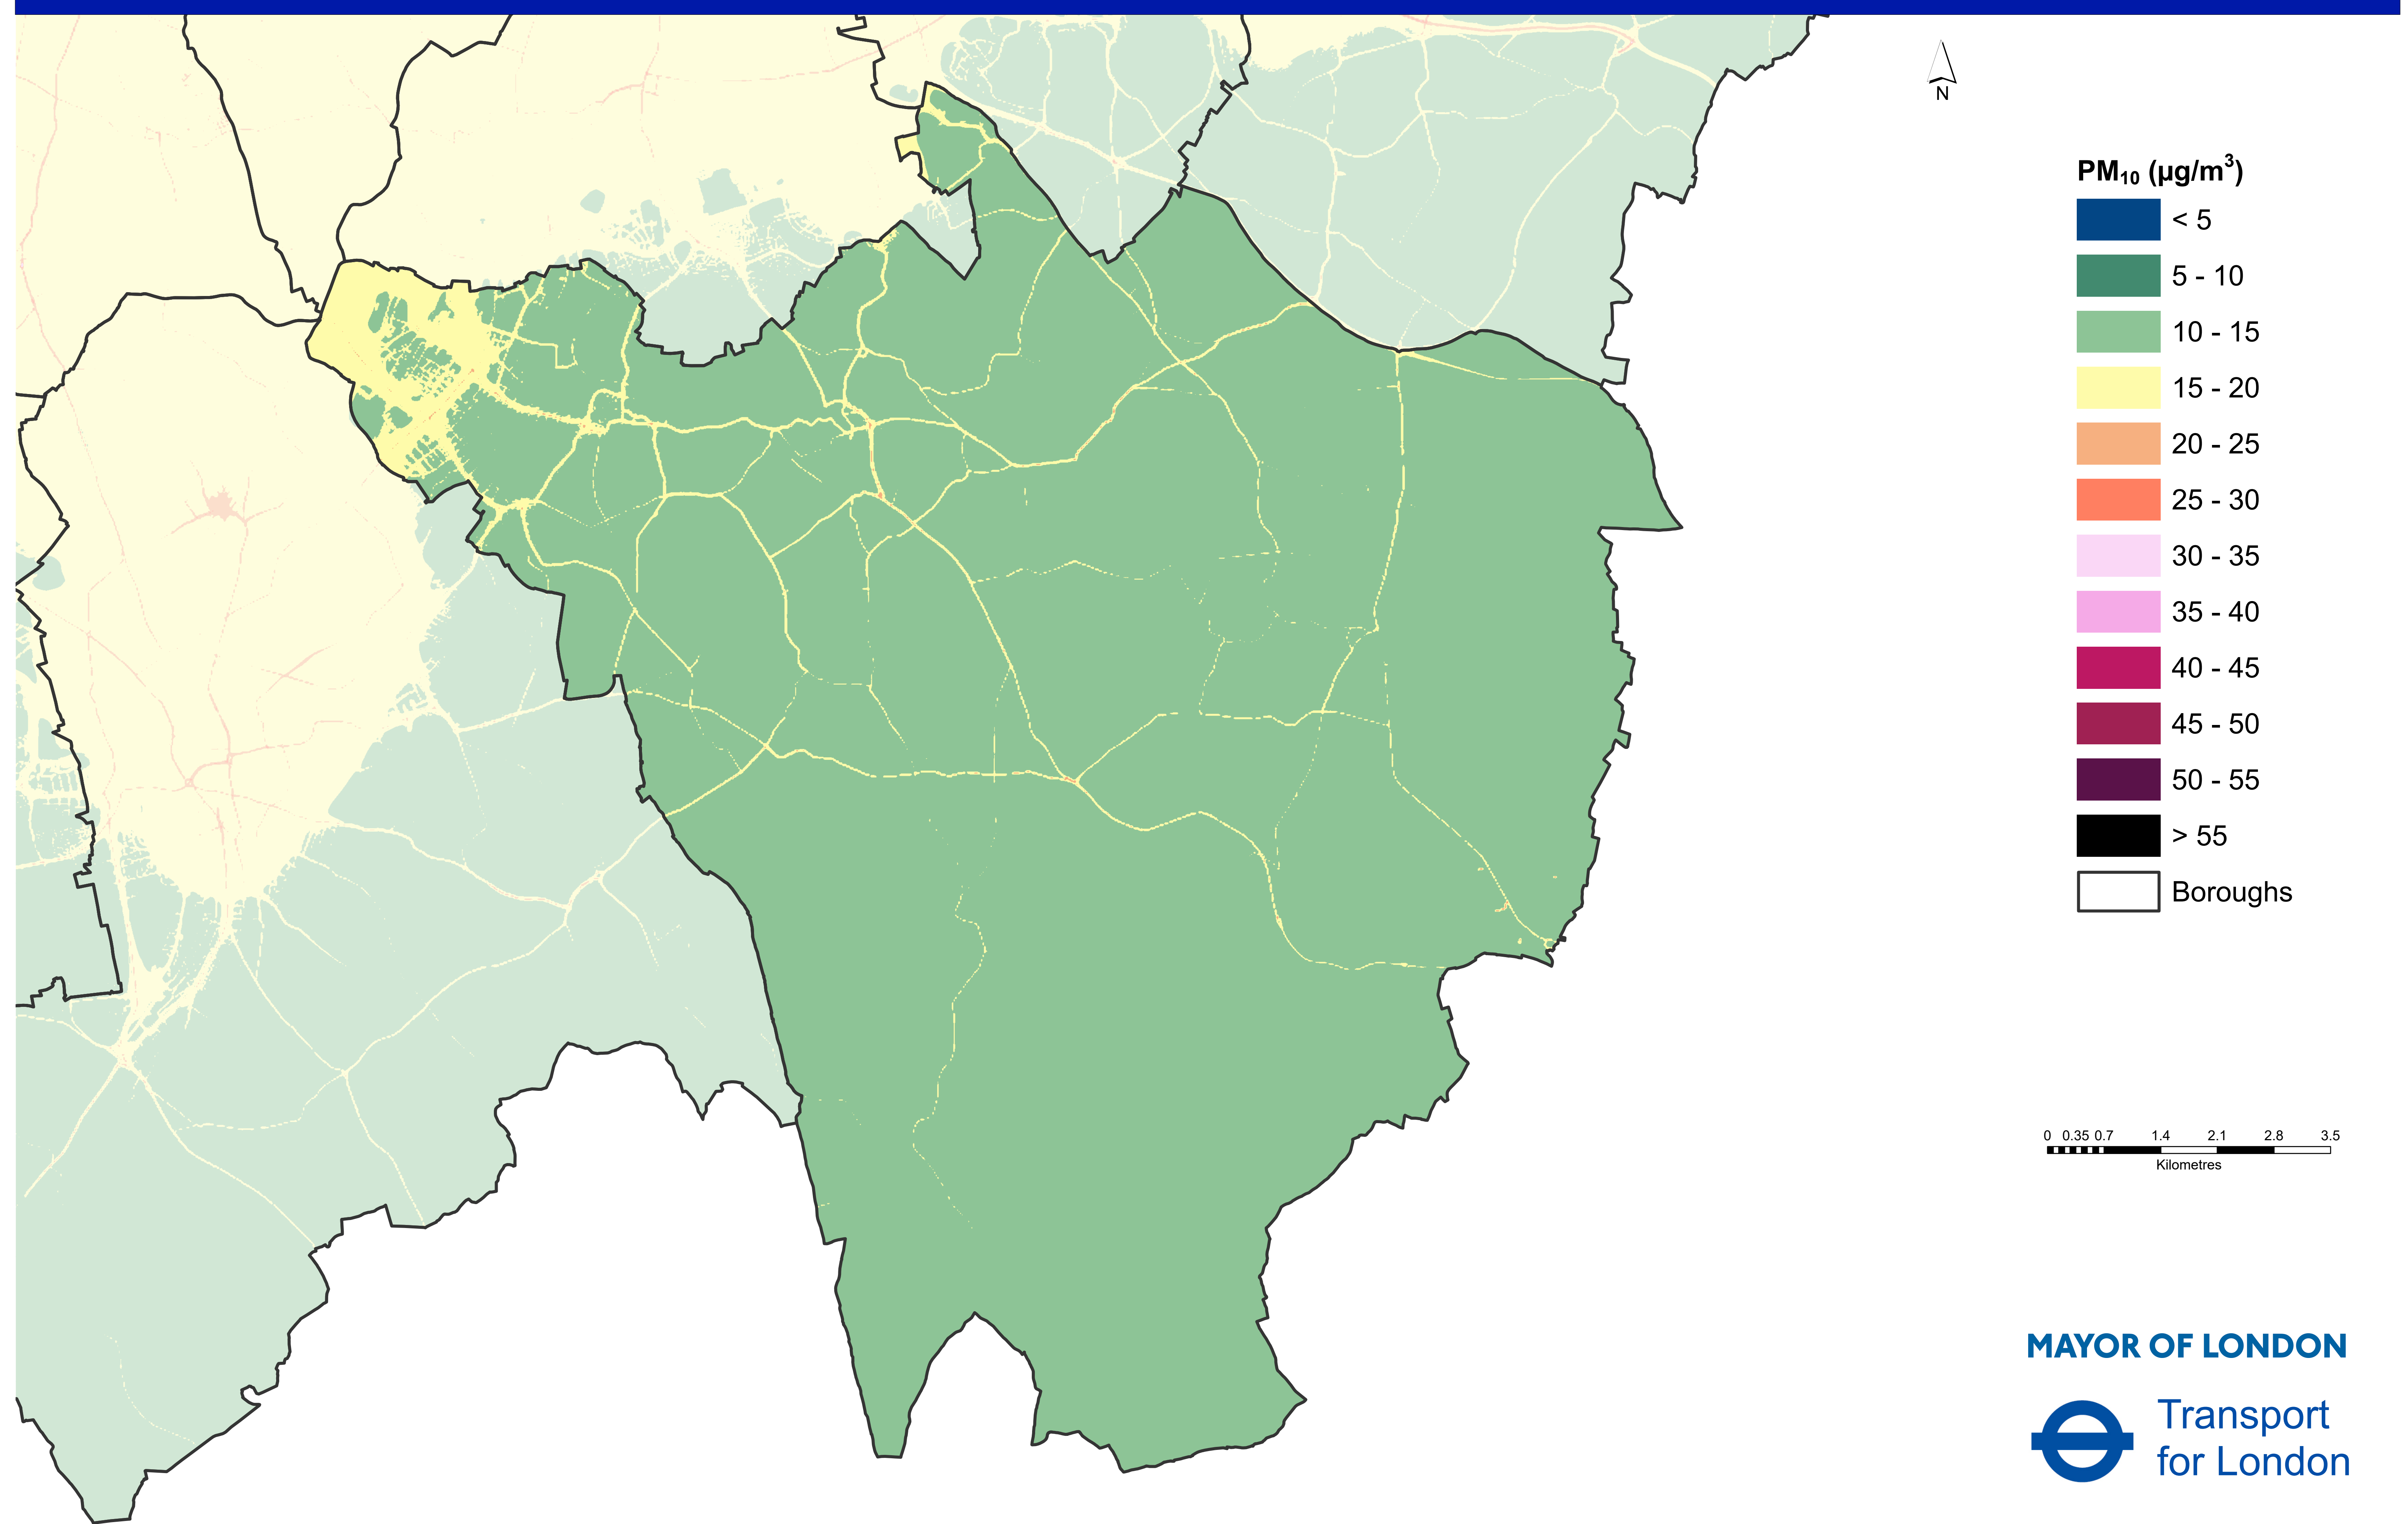 N
PM₁₀ (µg/m³)
< 5
5 - 10
10 - 15
15 - 20
20 - 25
25 - 30
30 - 35
35 - 40
40 - 45
45 - 50
50 - 55
> 55
Boroughs
0 0.35 0.7 1.4 2.1 2.8 3.5
Kilometres
MAYOR OF LONDON
Transport
for London